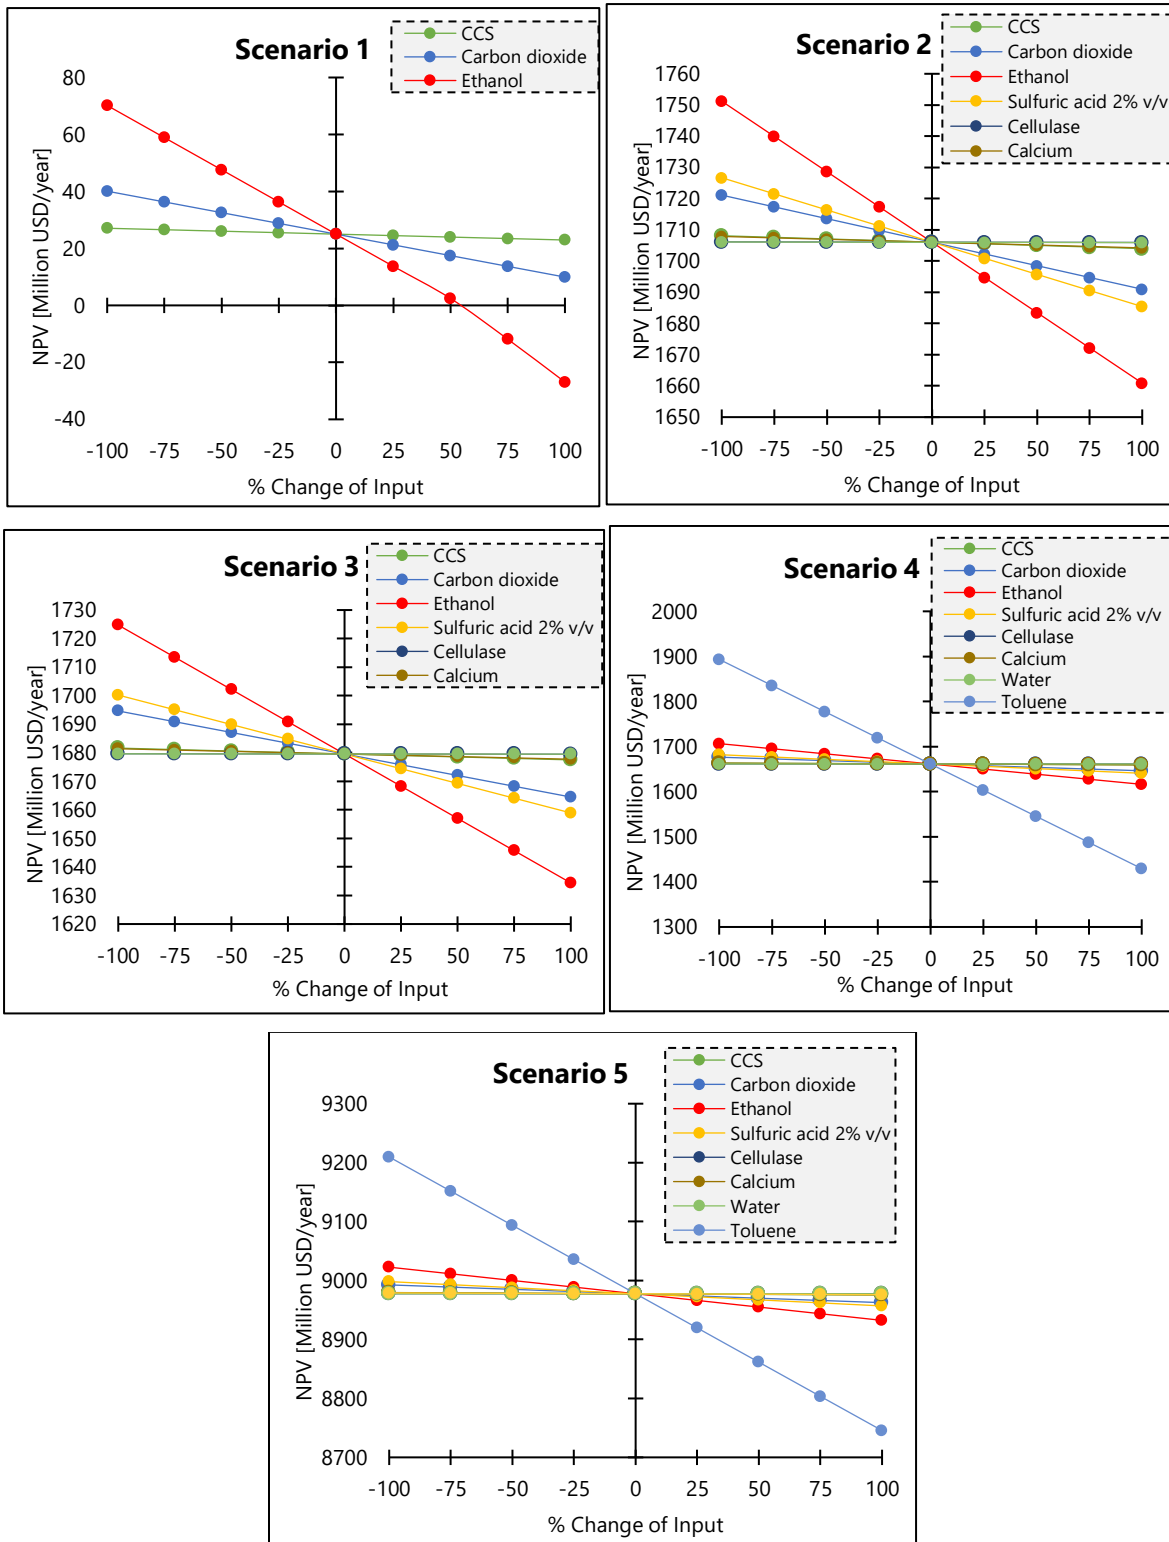 Scenario 1
CCS
Carbon dioxide
Ethanol
NPV [Million USD/year]
80
60
40
20
0
-20
-40
-100 -75 -50 -25 0 25 50 75 100
% Change of Input
Scenario 2
CCS
Carbon dioxide
Ethanol
Sulfuric acid 2% v/v
Cellulase
Calcium
NPV [Million USD/year]
1760
1750
1740
1730
1720
1710
1700
1690
1680
1670
1660
1650
-100 -75 -50 -25 0 25 50 75 100
% Change of Input
Scenario 3
CCS
Carbon dioxide
Ethanol
Sulfuric acid 2% v/v
Cellulase
Calcium
NPV [Million USD/year]
1730
1720
1710
1700
1690
1680
1670
1660
1650
1640
1630
1620
-100 -75 -50 -25 0 25 50 75 100
% Change of Input
Scenario 4
CCS
Carbon dioxide
Ethanol
Sulfuric acid 2% v/v
Cellulase
Calcium
Water
Toluene
NPV [Million USD/year]
2000
1900
1800
1700
1600
1500
1400
1300
-100 -75 -50 -25 0 25 50 75 100
% Change of Input
Scenario 5
CCS
Carbon dioxide
Ethanol
Sulfuric acid 2% v/v
Cellulase
Calcium
Water
Toluene
NPV [Million USD/year]
9300
9200
9100
9000
8900
8800
8700
-100 -75 -50 -25 0 25 50 75 100
% Change of Input